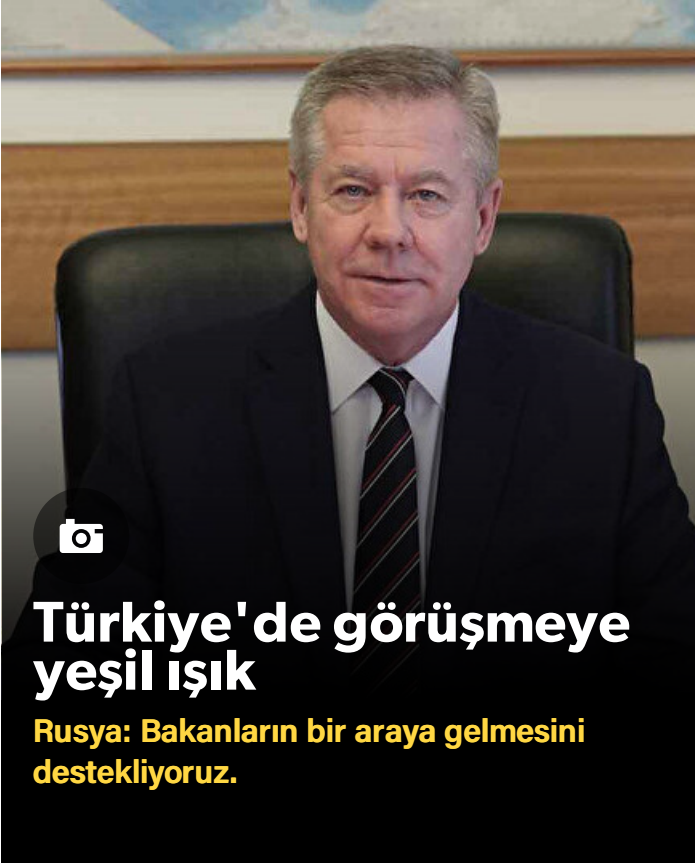 Türkiye'de görüşmeye
yeşil ışık
Rusya: Bakanların bir araya gelmesini
destekliyoruz.